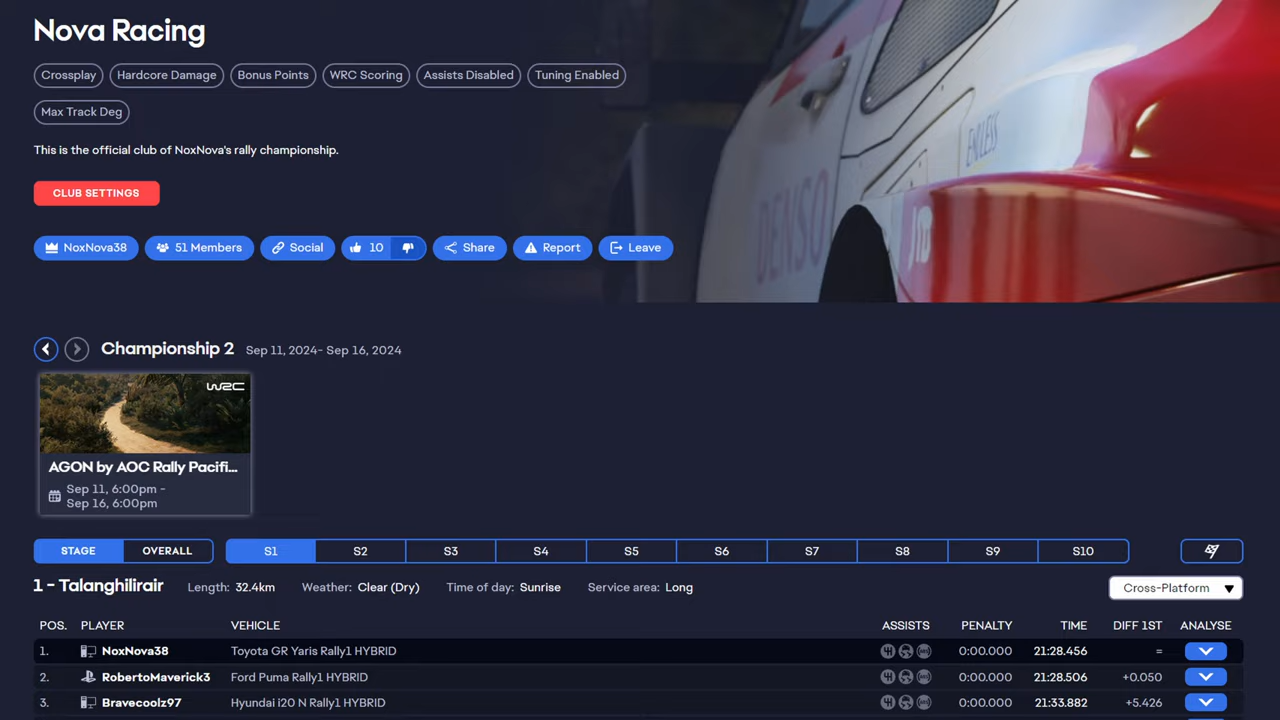 Nova Racing
Crossplay Hardcore Damage Bonus Points WRC Scoring Assists Disabled Tuning Enabled
Max Track Deg
This is the official club of NoxNova's rally championship.
CLUB SETTINGS
NoxNova38 51 Members Social 10 Share Report Leave
ENDLESS
DENSO
Championship 2 Sep 11, 2024- Sep 16, 2024
WRC
AGON by AOC Rally Pacifi...
Sep 11, 6:00pm -
Sep 16, 6:00pm
STAGE OVERALL S1 S2 S3 S4 S5 S6 S7 S8 S9 S10
1 - Talanghilirair Length: 32.4km Weather: Clear (Dry) Time of day: Sunrise Service area: Long Cross-Platform
POS. PLAYER VEHICLE ASSISTS PENALTY TIME DIFF 1ST ANALYSE
1. NoxNova38 Toyota GR Yaris Rally1 HYBRID 0:00.000 21:28.456 =
2. RobertoMaverick3 Ford Puma Rally1 HYBRID 0:00.000 21:28.506 +0.050
3. Bravecoolz97 Hyundai i20 N Rally1 HYBRID 0:00.000 21:33.882 +5.426